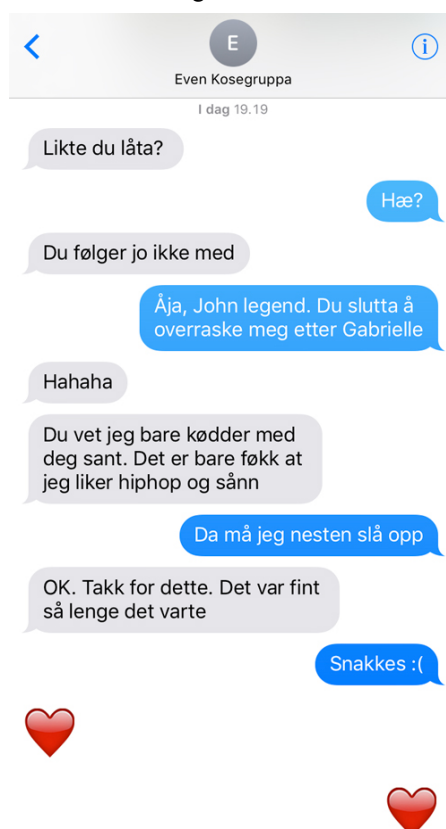 E
Even Kosegruppa
I dag 19.19
Likte du låta?
Hæ?
Du følger jo ikke med
Åja, John legend. Du slutta å
overraske meg etter Gabrielle
Hahaha
Du vet jeg bare kødder med
deg sant. Det er bare føkk at
jeg liker hiphop og sånn
Da må jeg nesten slå opp
OK. Takk for dette. Det var fint
så lenge det varte
Snakkes :(